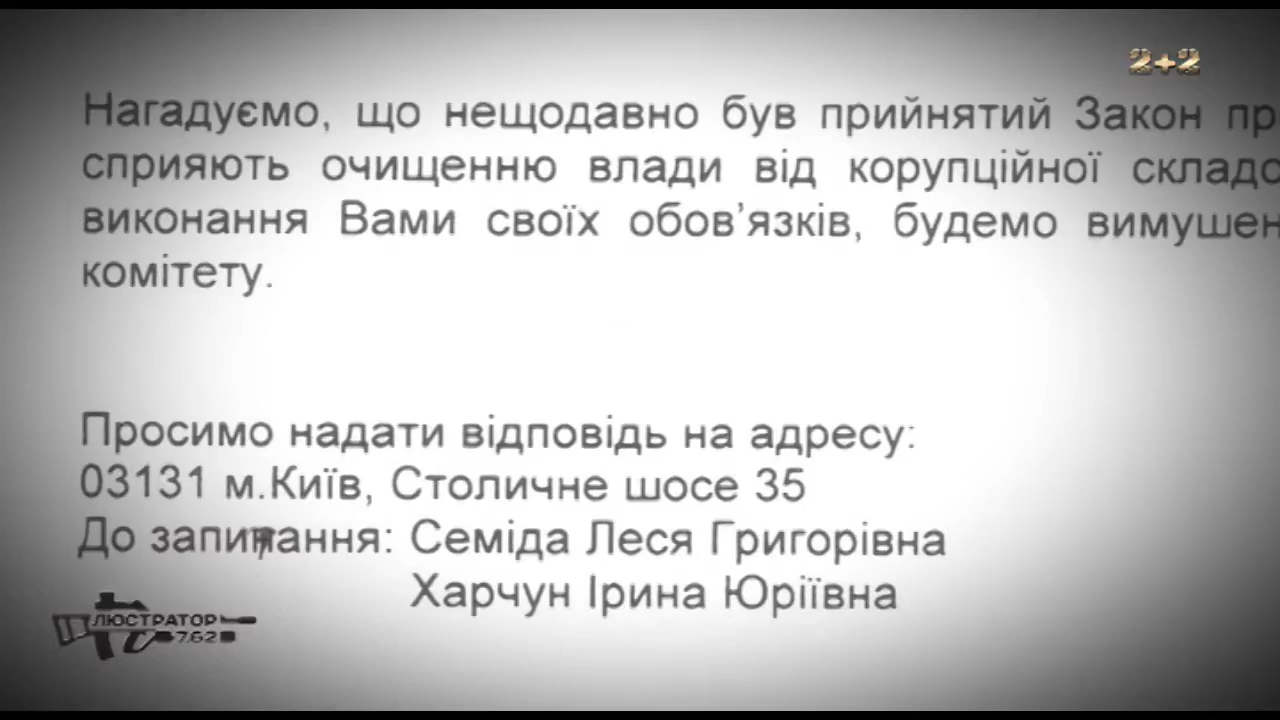 2+2
Нагадуємо, що нещодавно був прийнятий Закон пр
сприяють очищенню влади від корупційної складо
виконання Вами своїх обов’язків, будемо вимушен
комітету.
Просимо надати відповідь на адресу:
03131 м.Київ, Столичне шосе 35
До запитання: Семіда Леся Григорівна
Харчун Ірина Юріївна
ЛЮСТРАТОР
7.62